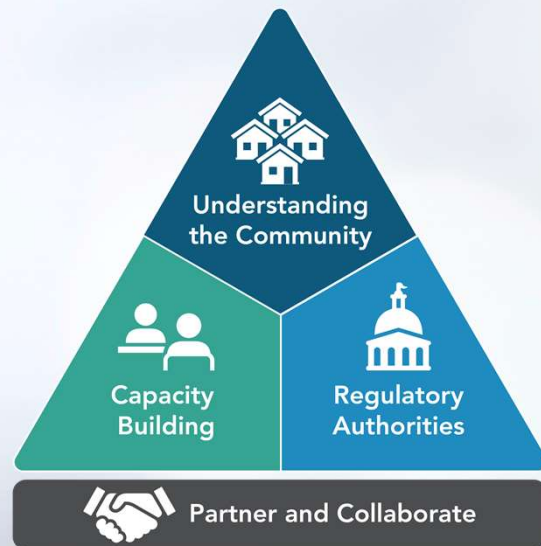 Understanding
the Community
Capacity
Building
Regulatory
Authorities
Partner and Collaborate